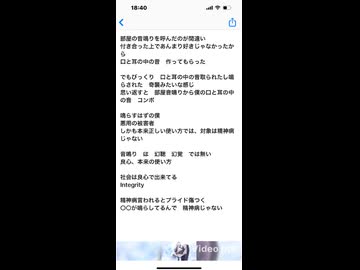 18:40
部屋の音鳴りを呼んだのが間違い
付き合った上であんまり好きじゃなかったか
ら
口と耳の中の音　作ってもらった
でもびっくり　口と耳の中の音取られたし鳴
らされた　奇襲みたいな感じ
思い返すと　部屋音鳴りから僕の口と耳の中
の音　コンボ
鳴らすはずの僕
悪用の被害者
しかも本来正しい使い方では、対象は精神病
じゃない
音鳴り　は　幻聴　幻覚　では無い
良心、本来の使い方
社会は良心で出来てる
Integrity
精神病言われるとプライド傷つく
〇〇が鳴らしてるんで　精神病じゃない
Video